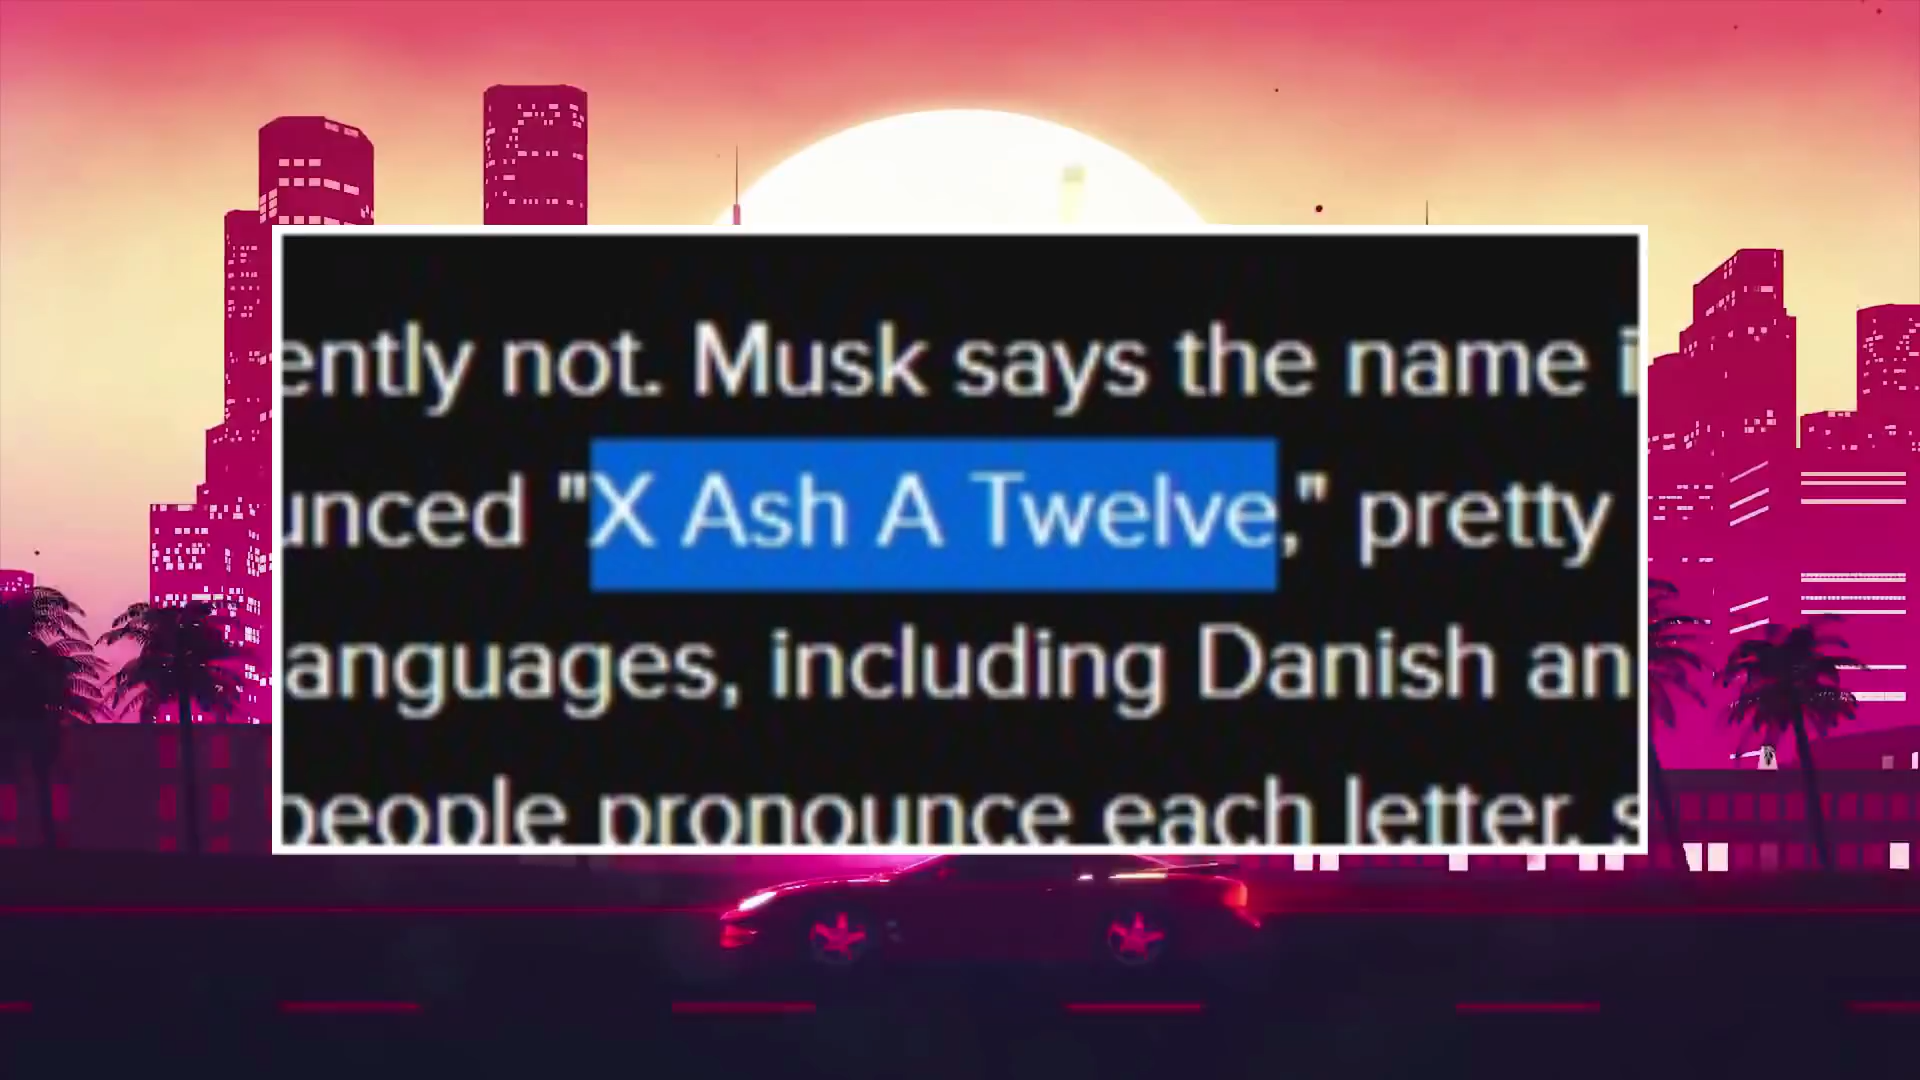 ently not. Musk says the name i
unced "X Ash A Twelve," pretty
anguages, including Danish an
people pronounce each letter, s